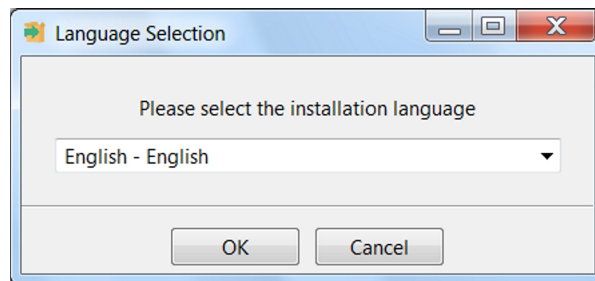 Language Selection
Please select the installation language
English - English
OK
Cancel